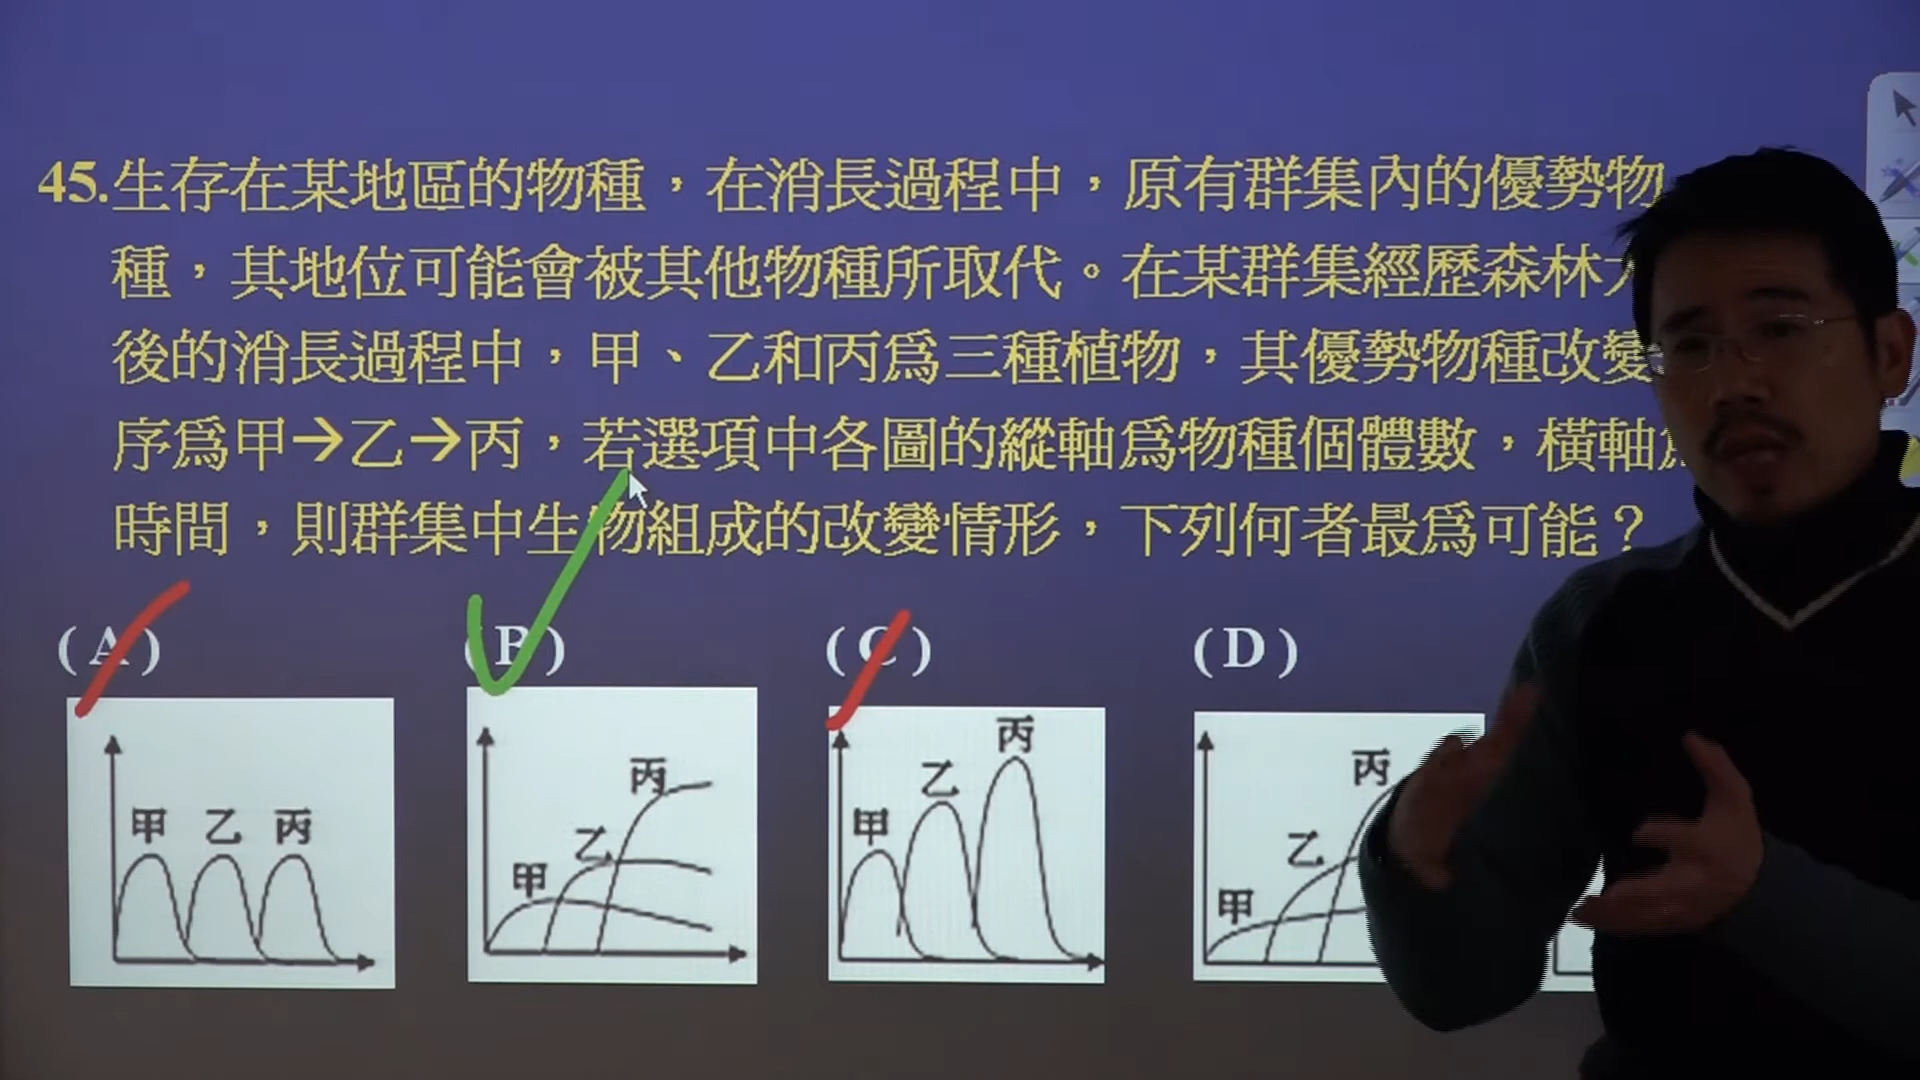 45.生存在某地區的物種，在消長過程中，原有群集內的優勢物
種，其地位可能會被其他物種所取代。在某群集經歷森林
後的消長過程中，甲、乙和丙為三種植物，其優勢物種改變
序為甲→乙→丙，若選項中各圖的縱軸為物種個體數，橫軸
時間，則群集中生物組成的改變情形，下列何者最為可能？
(A) (B) (C) (D)
甲 乙 丙
甲 乙 丙
甲 乙 丙
甲 乙 丙